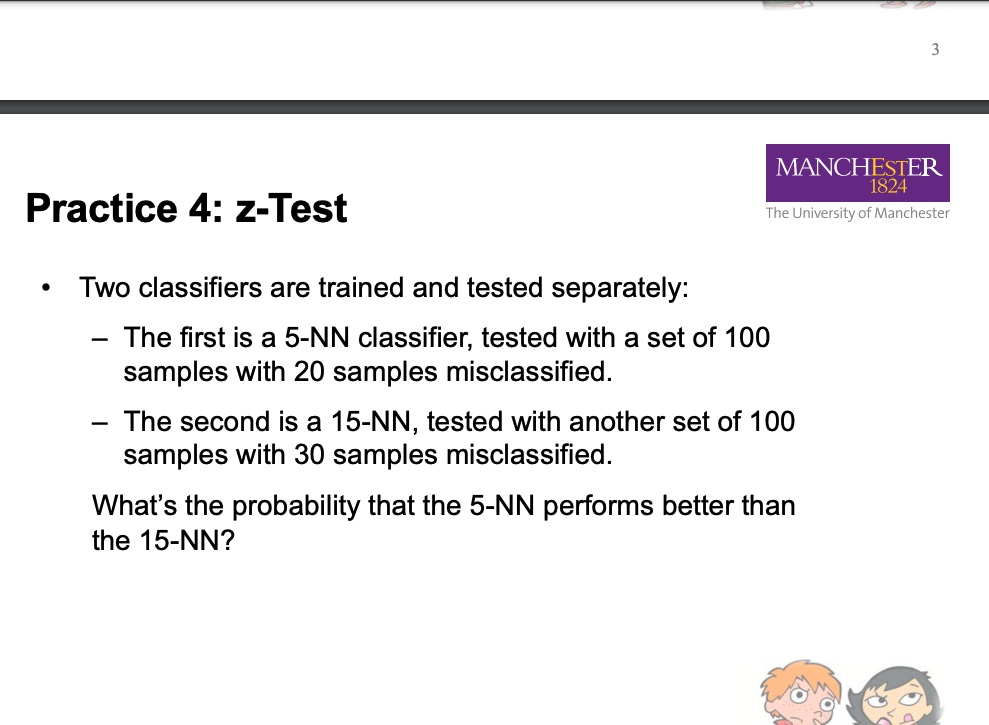 3
MANCHESTER
1824
The University of Manchester
Practice 4: z-Test
• Two classifiers are trained and tested separately:
– The first is a 5-NN classifier, tested with a set of 100
samples with 20 samples misclassified.
– The second is a 15-NN, tested with another set of 100
samples with 30 samples misclassified.
What’s the probability that the 5-NN performs better than
the 15-NN?